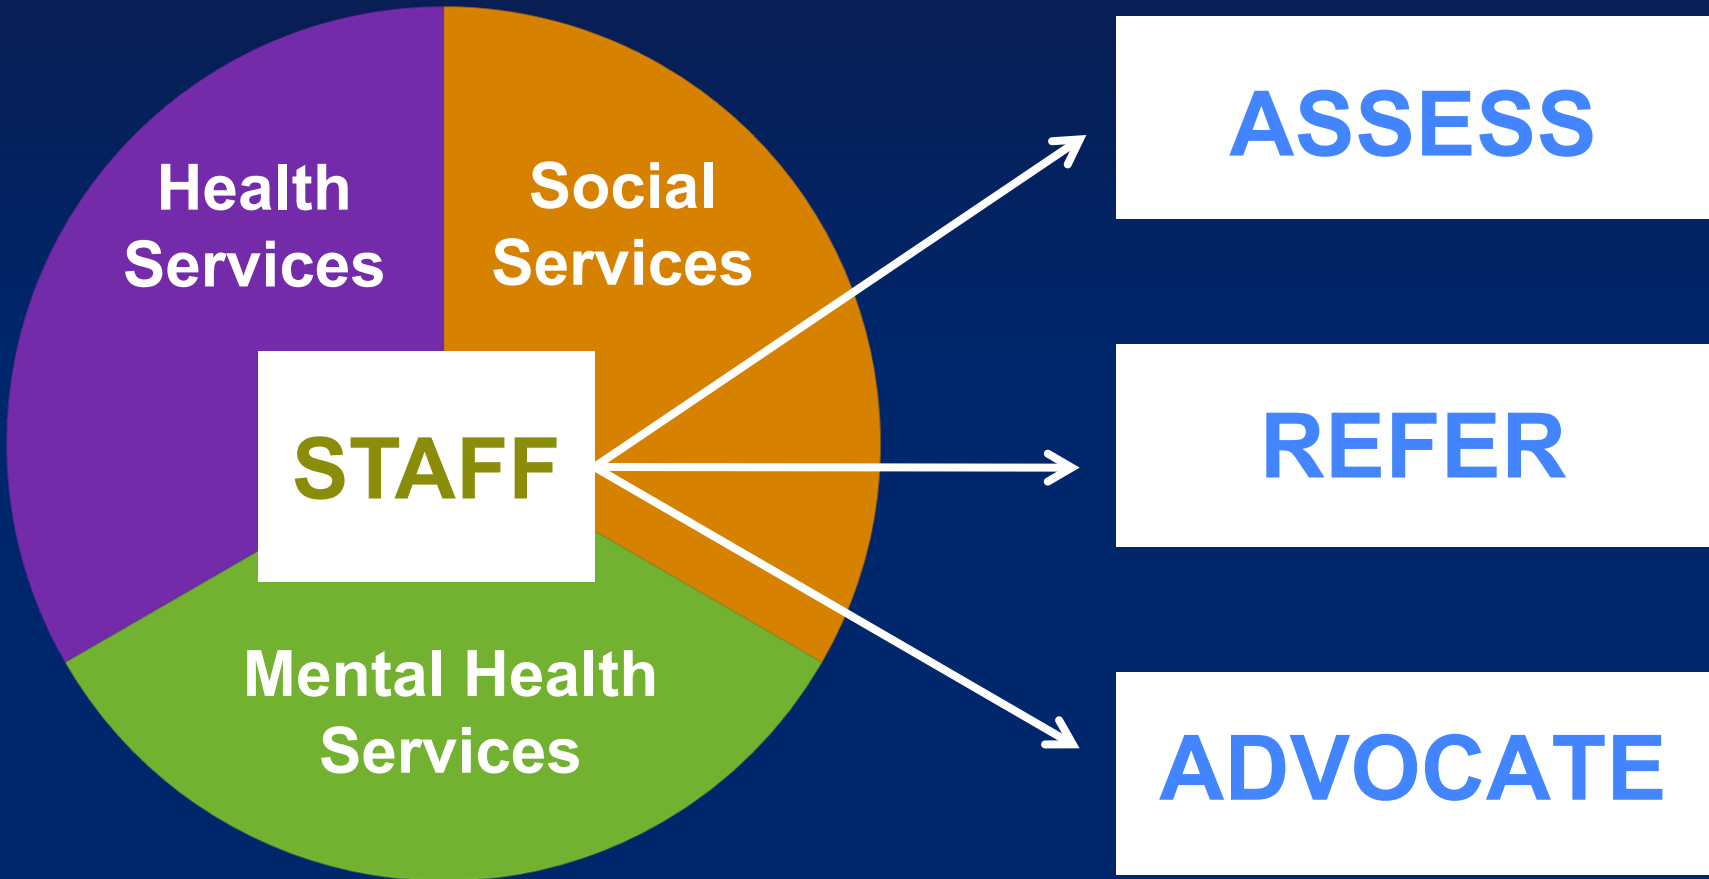 Health
Services
Social
Services
STAFF
Mental Health
Services
ASSESS
REFER
ADVOCATE